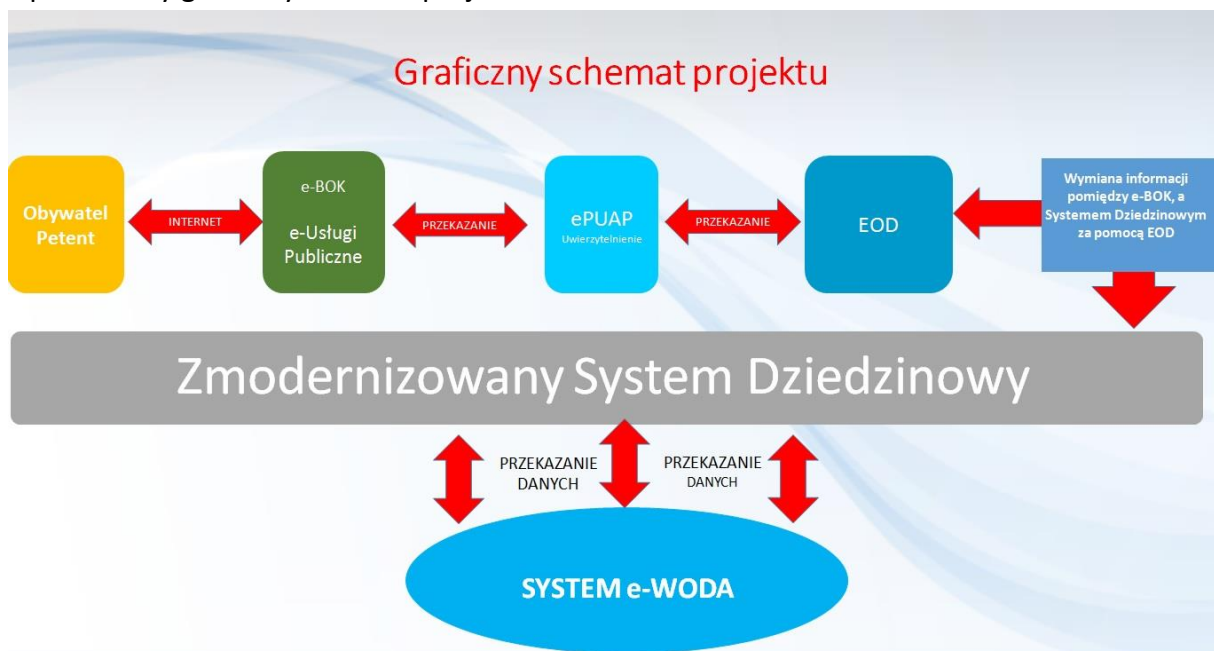 Graficzny schemat projektu
Obywatel
Petent
INTERNET
e-BOK
e-Usługi
Publiczne
PRZEKAZANIE
ePUAP
Uwierzytelnienie
PRZEKAZANIE
EOD
Wymiana informacji
pomiędzy e-BOK, a
Systemem Dziedzinowym
za pomocą EOD
Zmodernizowany System Dziedzinowy
PRZEKAZANIE
DANYCH
PRZEKAZANIE
DANYCH
SYSTEM e-WODA